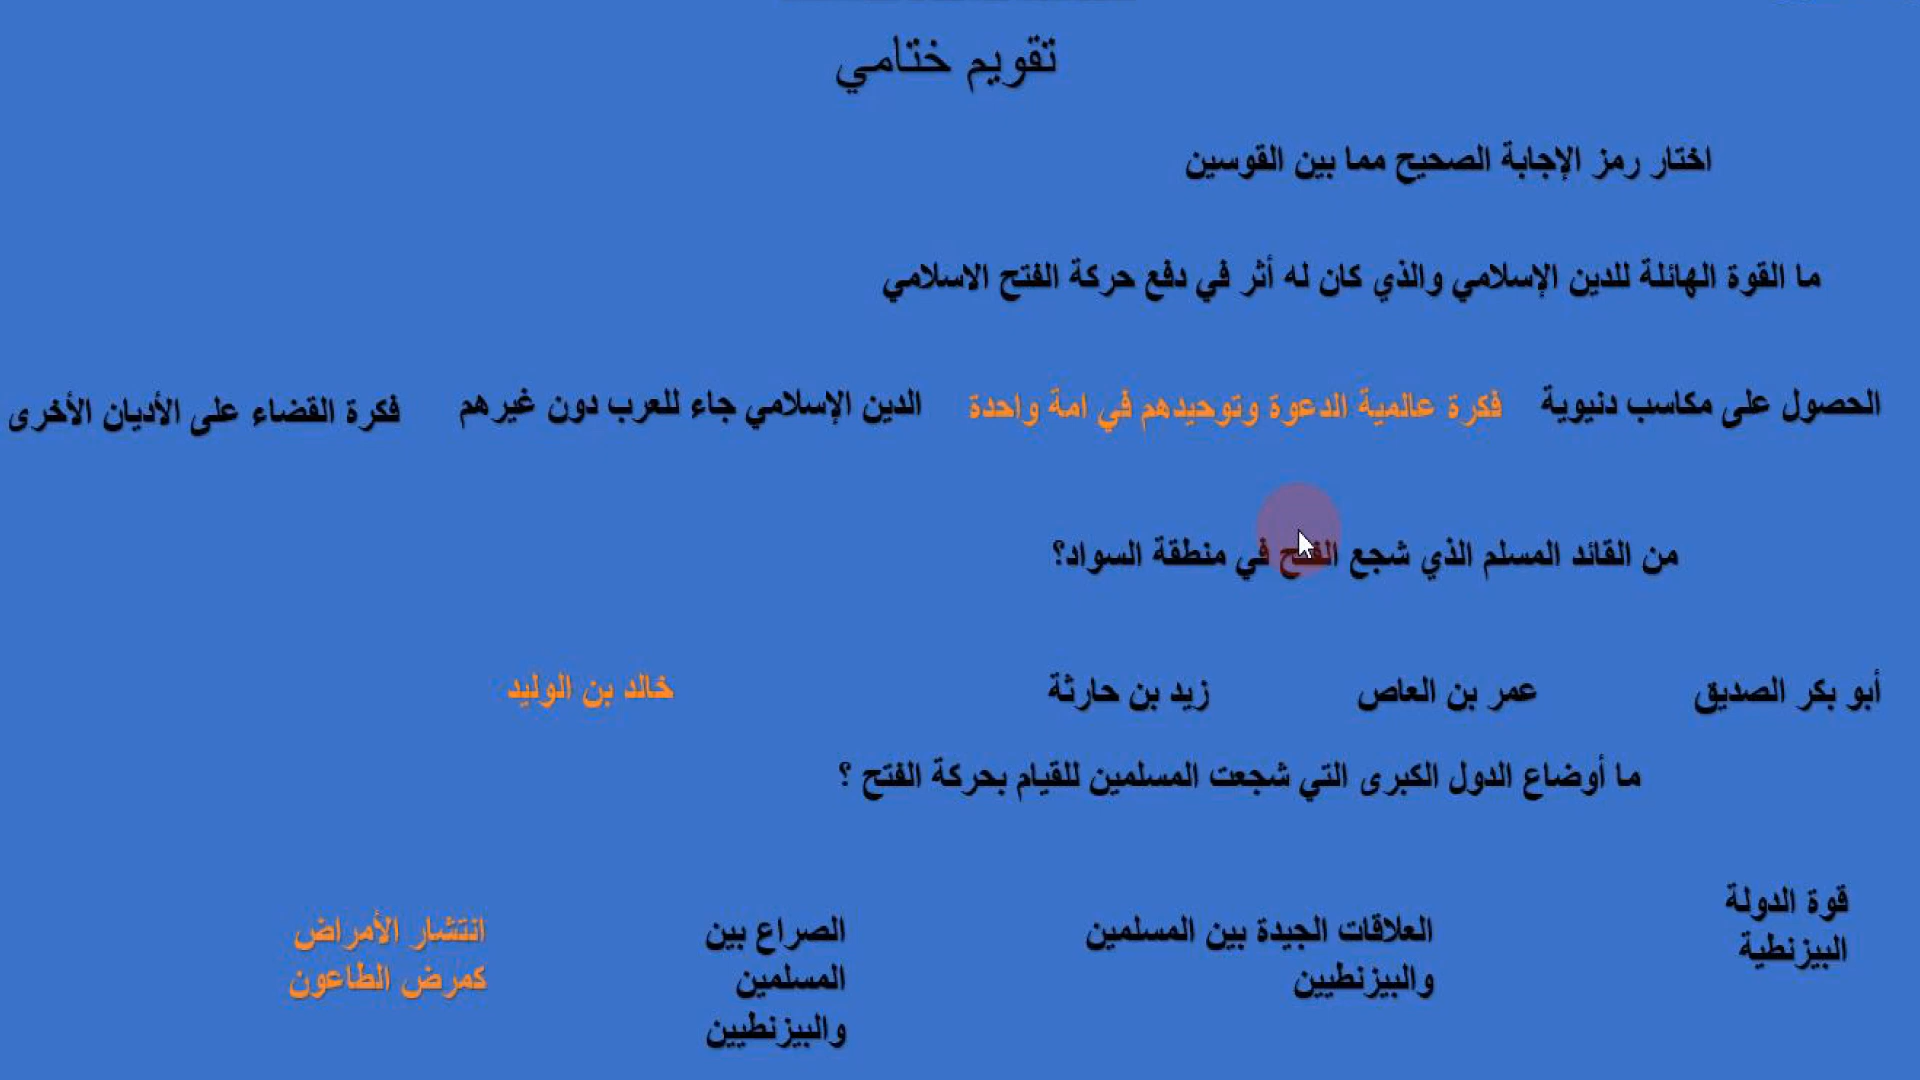 تقويم ختامي
اختار رمز الإجابة الصحيح مما بين القوسين
ما القوة الهائلة للدين الإسلامي والذي كان له أثر في دفع حركة الفتح الاسلامي
الحصول على مكاسب دنيوية فكرة عالمية الدعوة وتوحيدهم في امة واحدة الدين الإسلامي جاء للعرب دون غيرهم فكرة القضاء على الأديان الأخرى
من القائد المسلم الذي شجع الفتح في منطقة السواد؟
أبو بكر الصديق عمر بن العاص زيد بن حارثة خالد بن الوليد
ما أوضاع الدول الكبرى التي شجعت المسلمين للقيام بحركة الفتح ؟
قوة الدولة
البيزنطية
العلاقات الجيدة بين المسلمين
والبيزنطيين
الصراع بين
المسلمين
والبيزنطيين
انتشار الأمراض
كمرض الطاعون